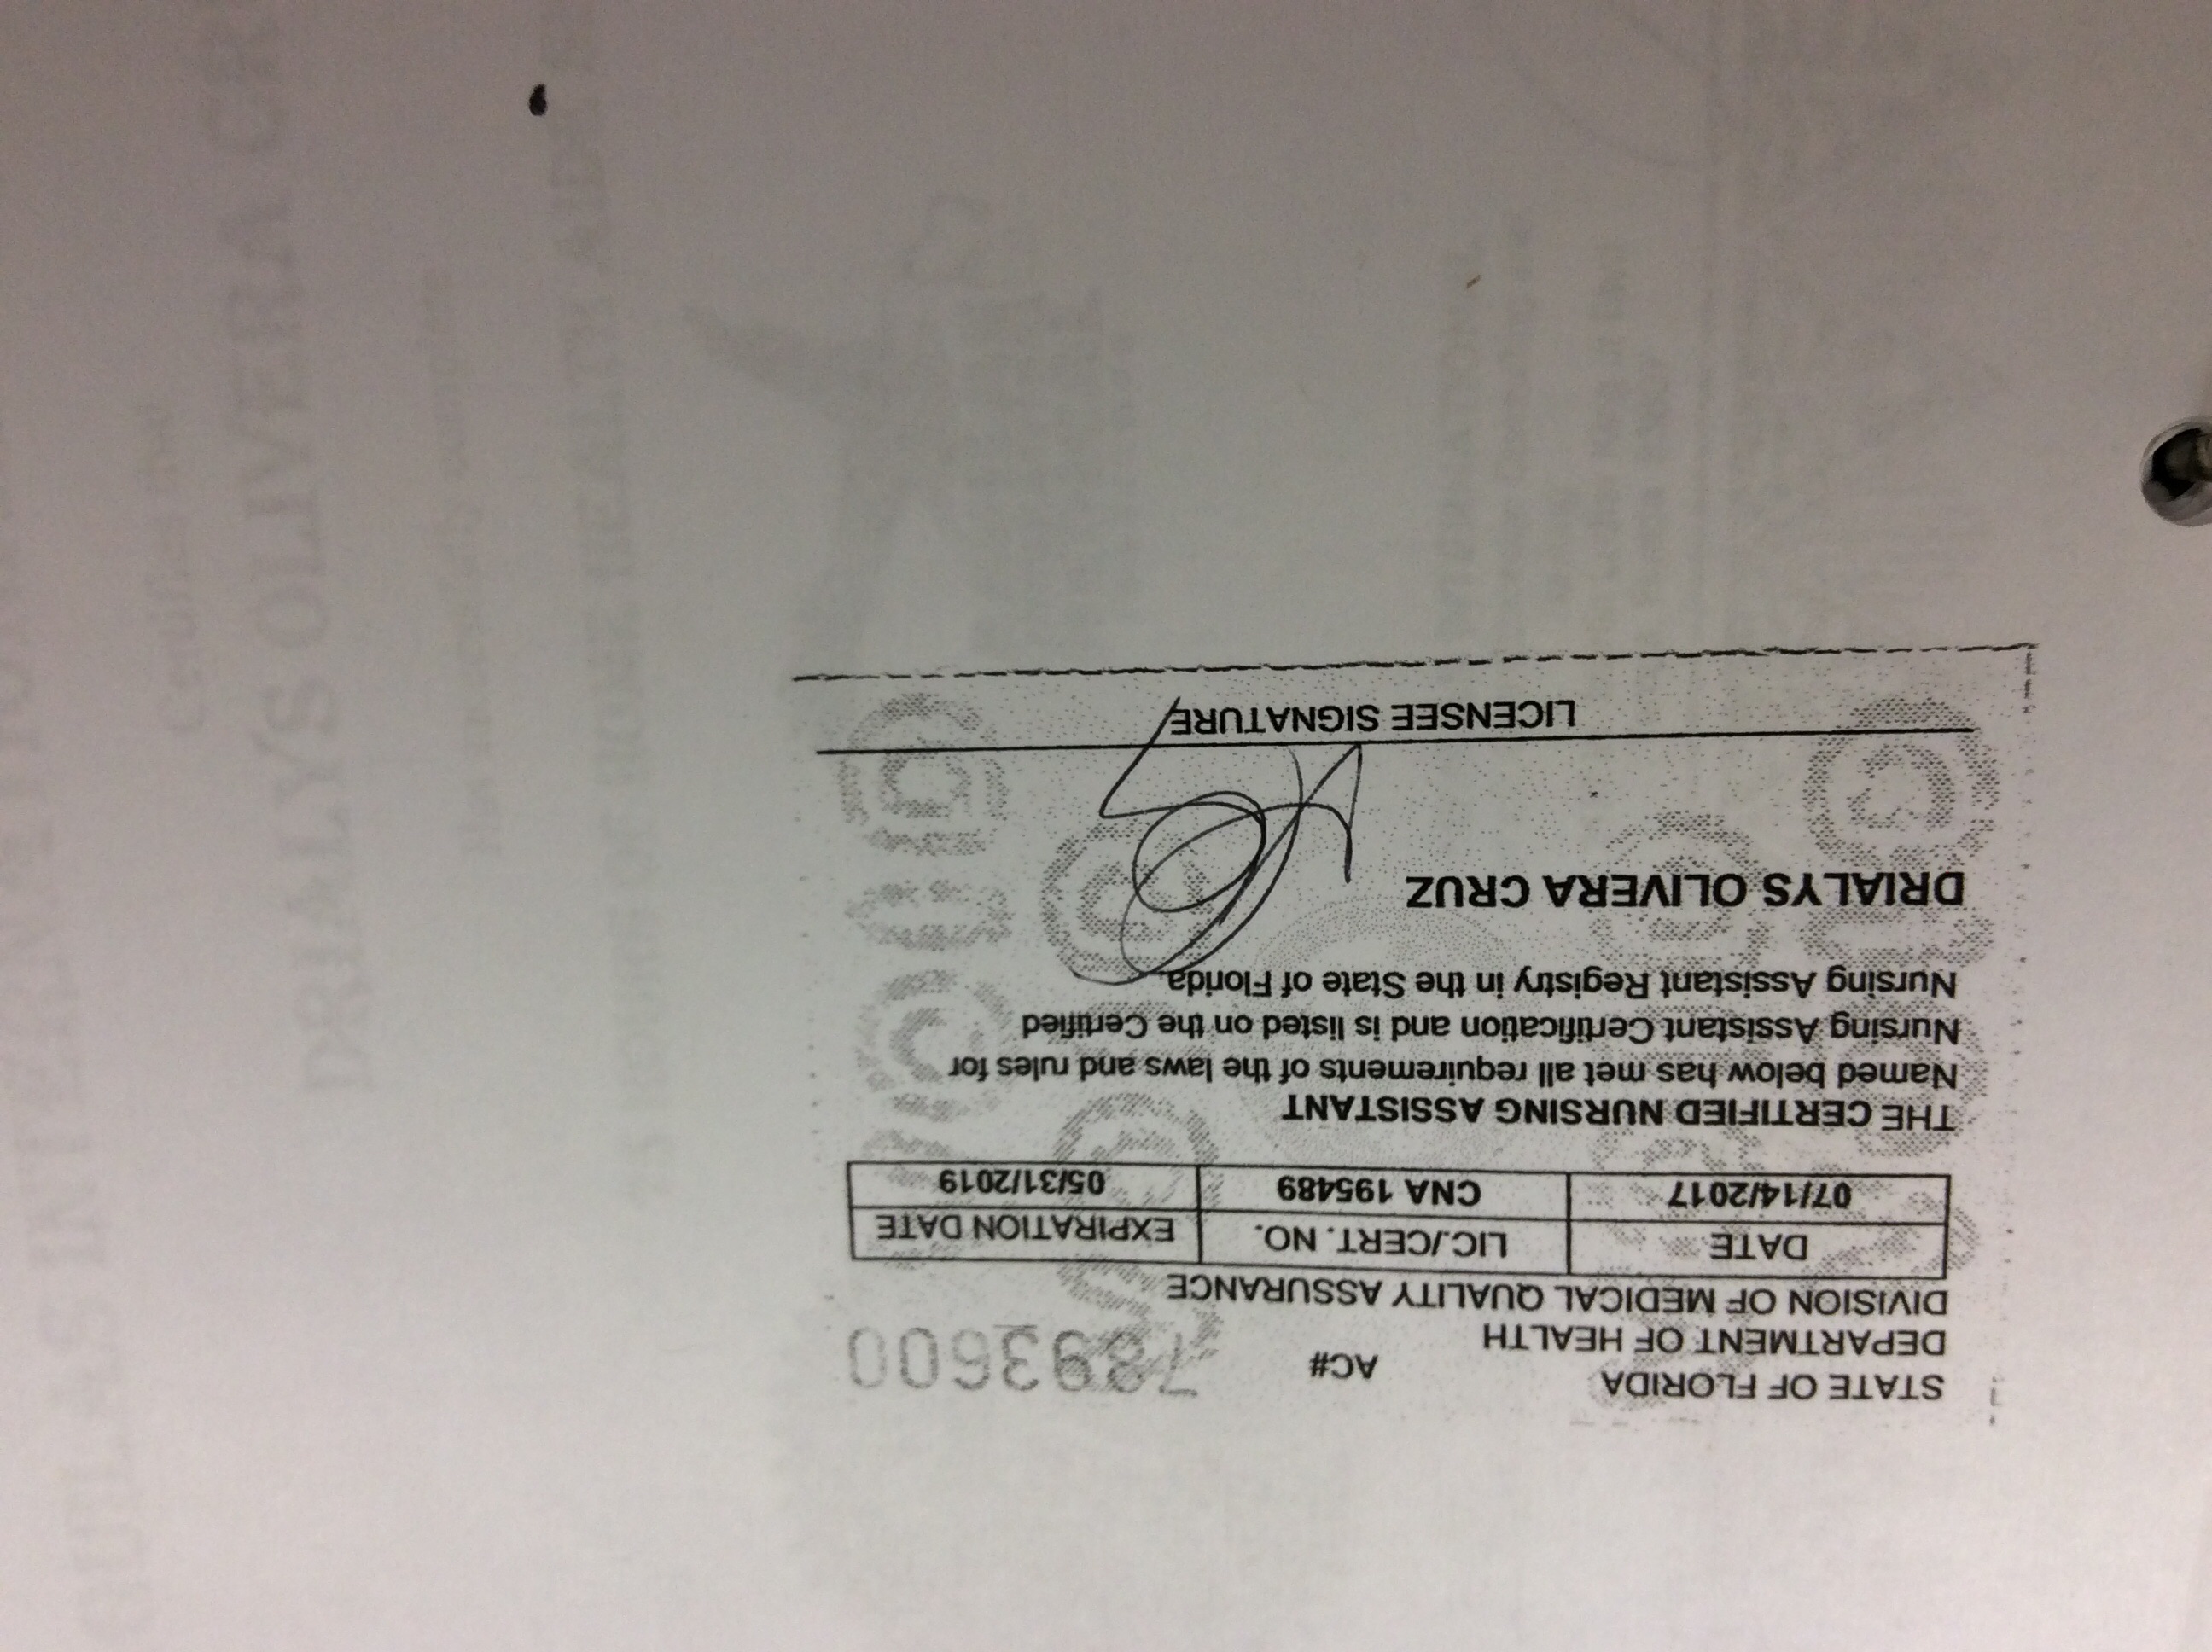 STATE OF FLORIDA
AC# 7893600
DEPARTMENT OF HEALTH
DIVISION OF MEDICAL QUALITY ASSURANCE
DATE LIC./CERT. NO. EXPIRATION DATE
07/14/2017 CNA 195489 05/31/2019
THE CERTIFIED NURSING ASSISTANT
Named below has met all requirements of the laws and rules for
Nursing Assistant Certification and is listed on the Certified
Nursing Assistant Registry in the State of Florida.
DRIALYS OLIVERA CRUZ
LICENSEE SIGNATURE
DRIALYS OLIVERA CR